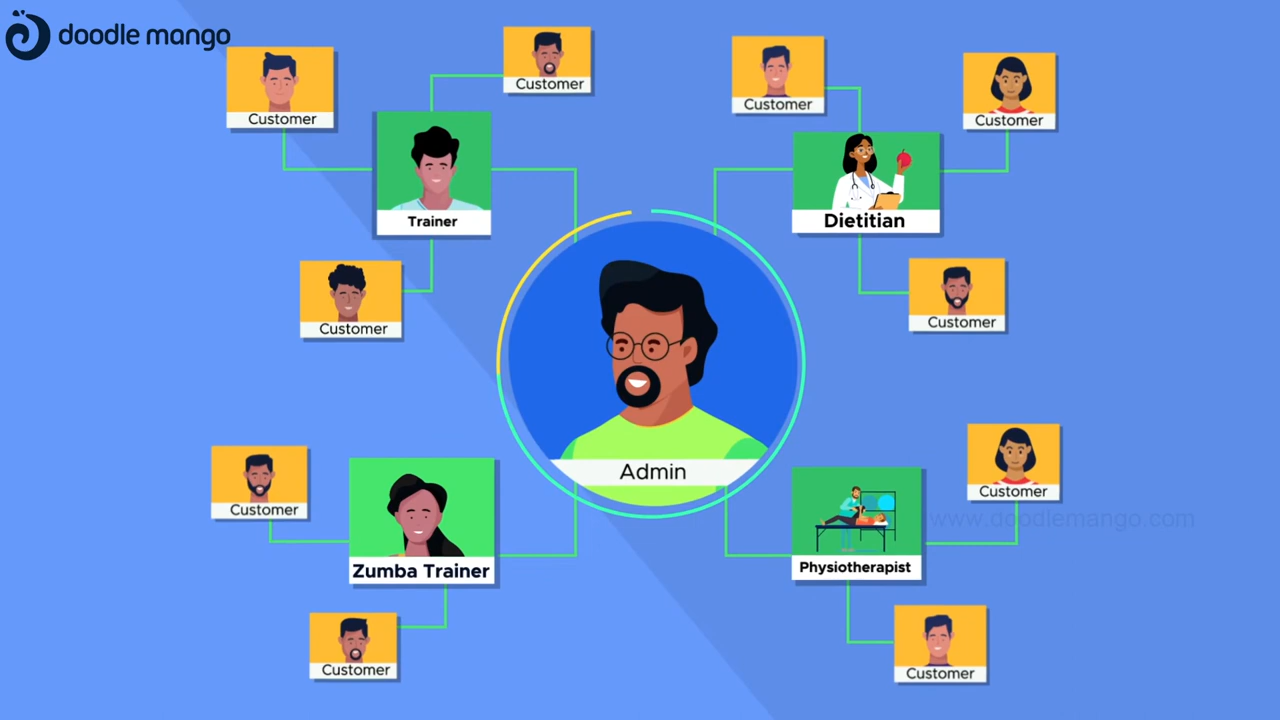 doodle mango
Customer
Customer
Trainer
Customer
Customer
Customer
Dietitian
Customer
Admin
Customer
Zumba Trainer
Customer
Customer
Physiotherapist
www.doodlemango.com
Customer